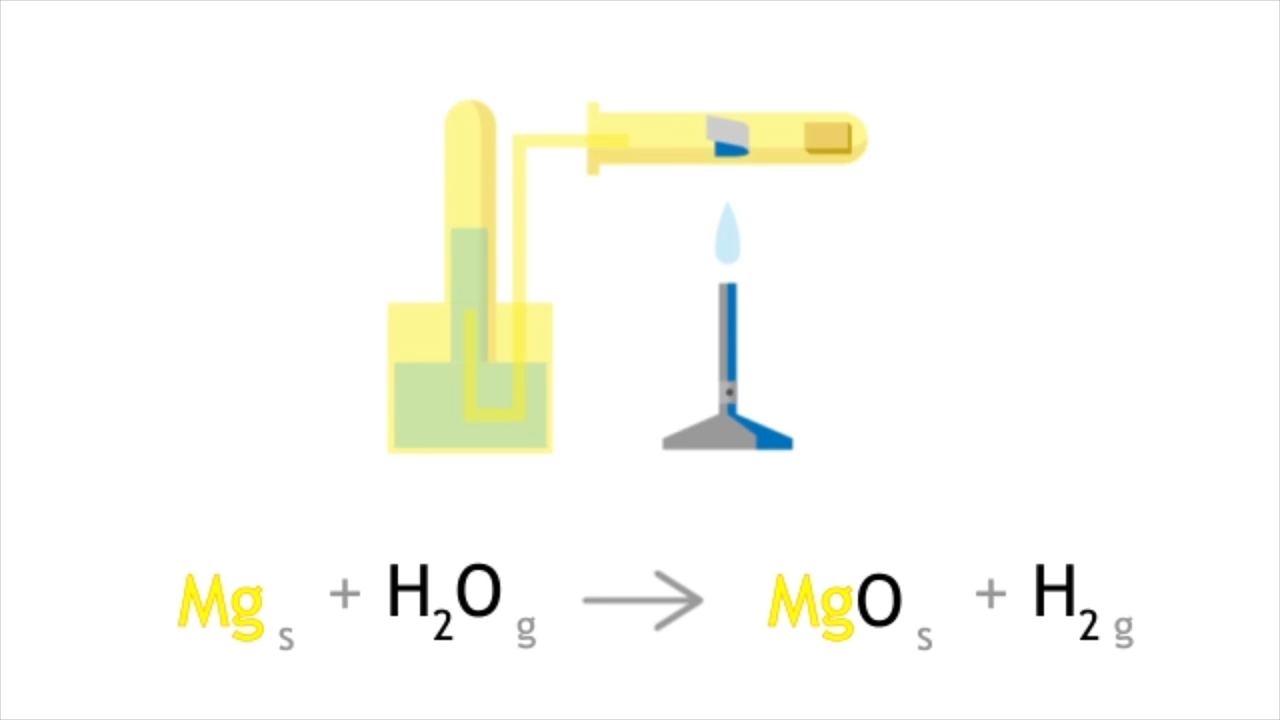 Mg s + H₂O g → MgO s + H₂ g